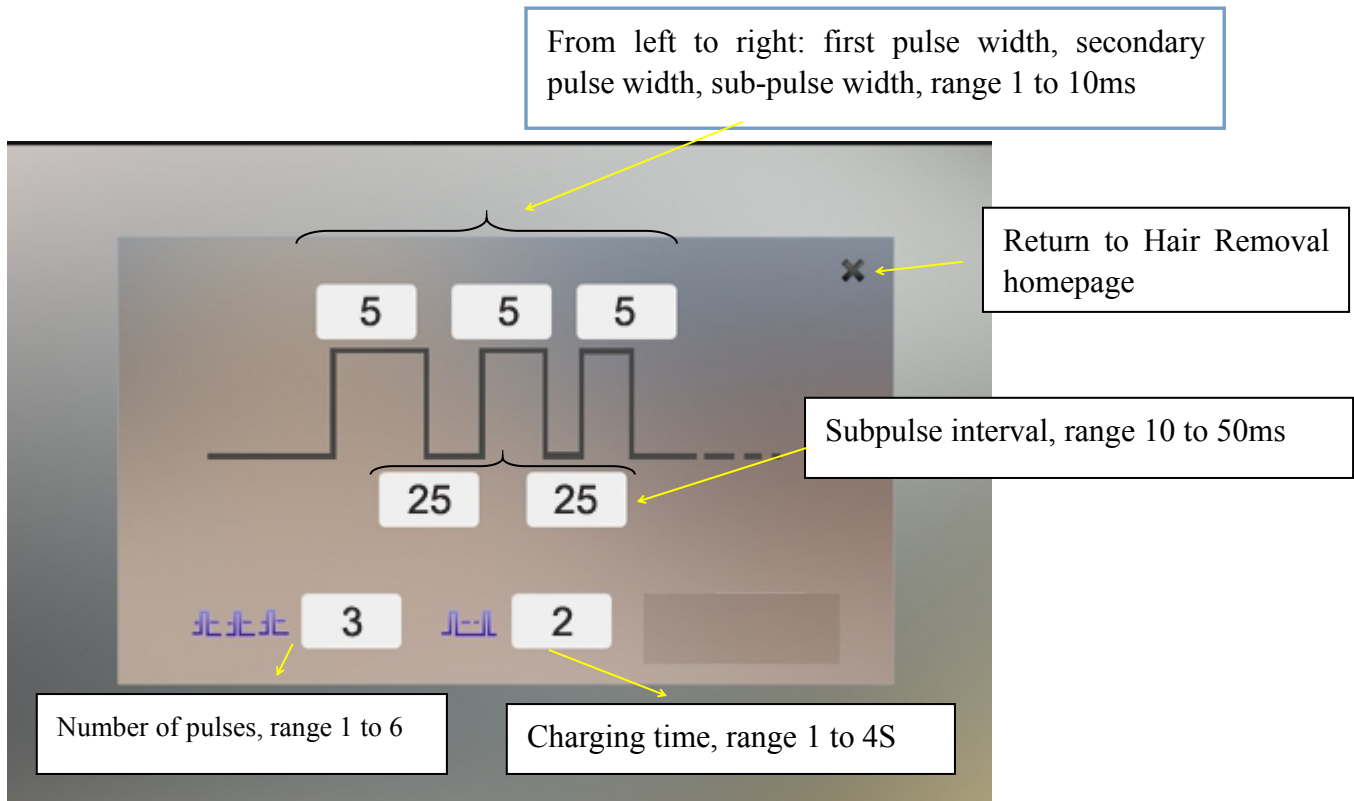 From left to right: first pulse width, secondary
pulse width, sub-pulse width, range 1 to 10ms
Return to Hair Removal
homepage
5 5 5
Subpulse interval, range 10 to 50ms
25 25
3 2
Number of pulses, range 1 to 6
Charging time, range 1 to 4S